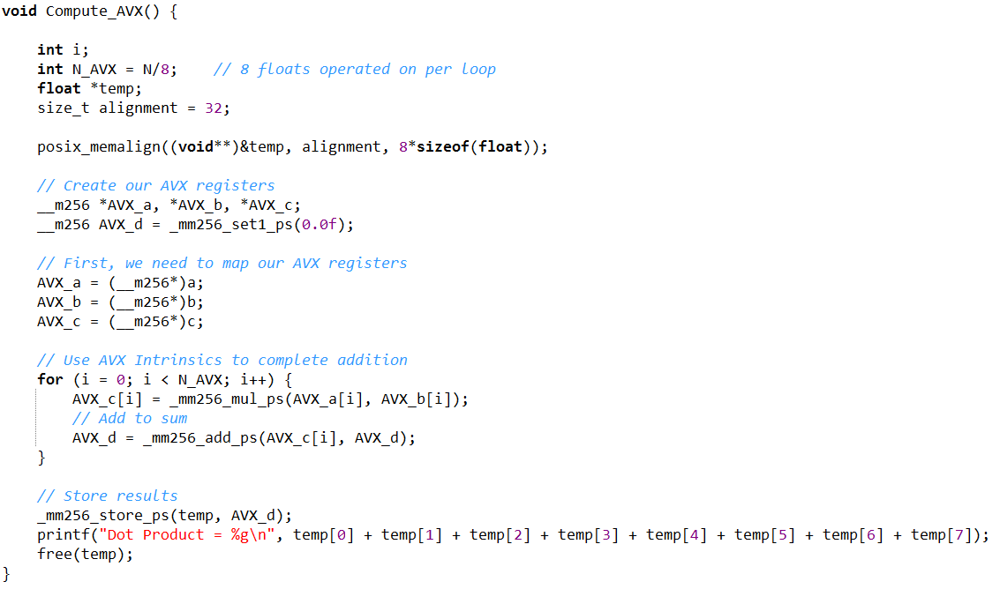 void Compute_AVX() {
int i;
int N_AVX = N/8;    // 8 floats operated on per loop
float *temp;
size_t alignment = 32;
posix_memalign((void**)&temp, alignment, 8*sizeof(float));
// Create our AVX registers
__m256 *AVX_a, *AVX_b, *AVX_c;
__m256 AVX_d = _mm256_set1_ps(0.0f);
// First, we need to map our AVX registers
AVX_a = (__m256*)a;
AVX_b = (__m256*)b;
AVX_c = (__m256*)c;
// Use AVX Intrinsics to complete addition
for (i = 0; i < N_AVX; i++) {
AVX_c[i] = _mm256_mul_ps(AVX_a[i], AVX_b[i]);
// Add to sum
AVX_d = _mm256_add_ps(AVX_c[i], AVX_d);
}
// Store results
_mm256_store_ps(temp, AVX_d);
printf("Dot Product = %g\n", temp[0] + temp[1] + temp[2] + temp[3] + temp[4] + temp[5] + temp[6] + temp[7]);
free(temp);
}